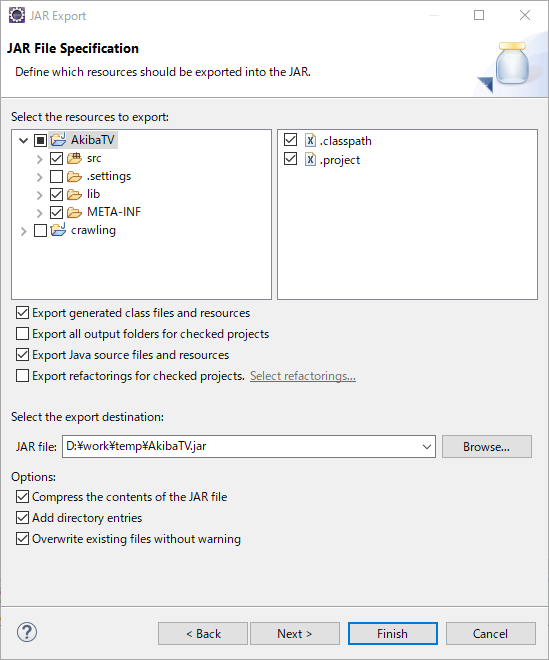 JAR Export
JAR File Specification
Define which resources should be exported into the JAR.
Select the resources to export:
AkibaTV
src
.settings
lib
META-INF
crawling
.classpath
.project
Export generated class files and resources
Export all output folders for checked projects
Export Java source files and resources
Export refactorings for checked projects. Select refactorings...
Select the export destination:
JAR file: D:¥work¥temp¥AkibaTV.jar Browse...
Options:
Compress the contents of the JAR file
Add directory entries
Overwrite existing files without warning
? < Back Next > Finish Cancel